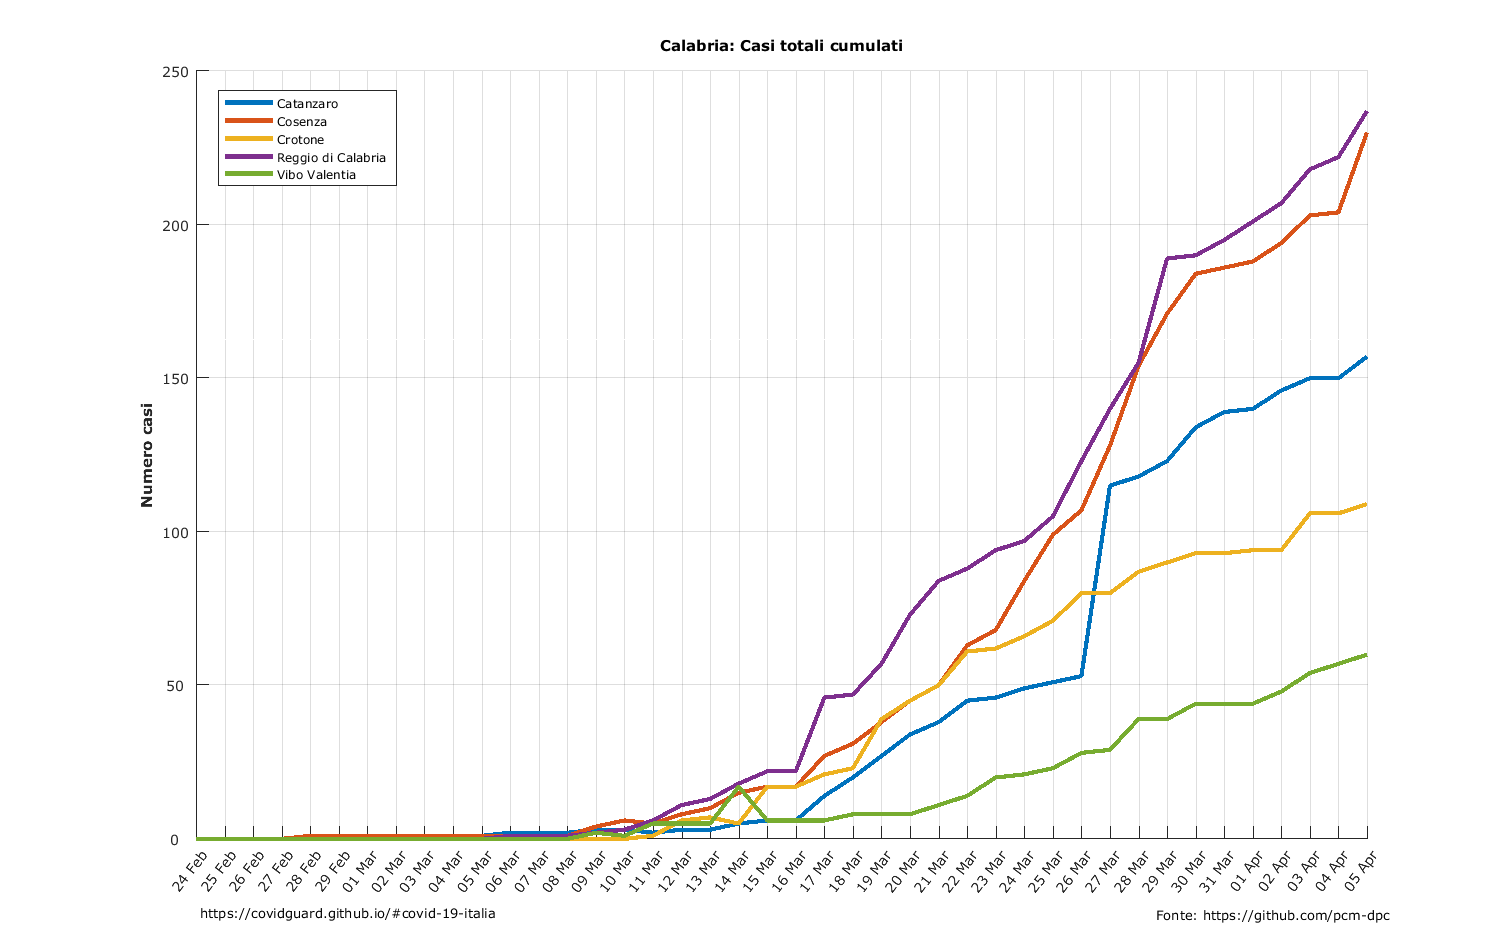 Calabria: Casi totali cumulati
Catanzaro
Cosenza
Crotone
Reggio di Calabria
Vibo Valentia
Numero casi
250
200
150
100
50
0
24 Feb
25 Feb
26 Feb
27 Feb
28 Feb
29 Feb
01 Mar
02 Mar
03 Mar
04 Mar
05 Mar
06 Mar
07 Mar
08 Mar
09 Mar
10 Mar
11 Mar
12 Mar
13 Mar
14 Mar
15 Mar
16 Mar
17 Mar
18 Mar
19 Mar
20 Mar
21 Mar
22 Mar
23 Mar
24 Mar
25 Mar
26 Mar
27 Mar
28 Mar
29 Mar
30 Mar
31 Mar
01 Apr
02 Apr
03 Apr
04 Apr
05 Apr
https://covidguard.github.io/#covid-19-italia
Fonte: https://github.com/pcm-dpc